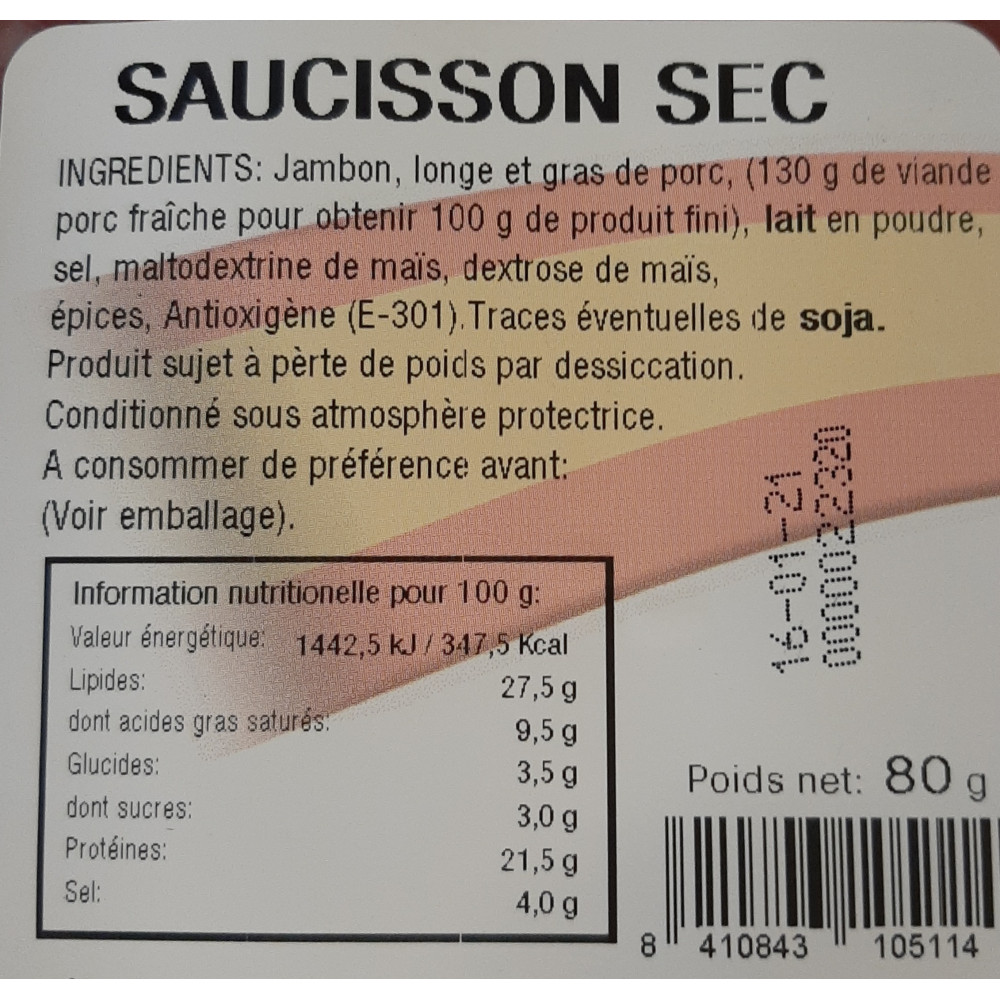 SAUCISSON SEC
INGREDIENTS: Jambon, longe et gras de porc, (130 g de viande
porc fraîche pour obtenir 100 g de produit fini), lait en poudre,
sel, maltodextrine de maïs, dextrose de maïs,
épices, Antioxigène (E-301).Traces éventuelles de soja.
Produit sujet à pèrte de poids par dessiccation.
Conditionné sous atmosphère protectrice.
A consommer de préférence avant:
(Voir emballage).
16-01-21
0000022320
Information nutritionelle pour 100 g:
Valeur énergétique: 1442,5 kJ / 347,5 Kcal
Lipides: 27,5 g
dont acides gras saturés: 9,5 g
Glucides: 3,5 g
dont sucres: 3,0 g
Protéines: 21,5 g
Sel: 4,0 g
Poids net: 80 g
8 410843 105114